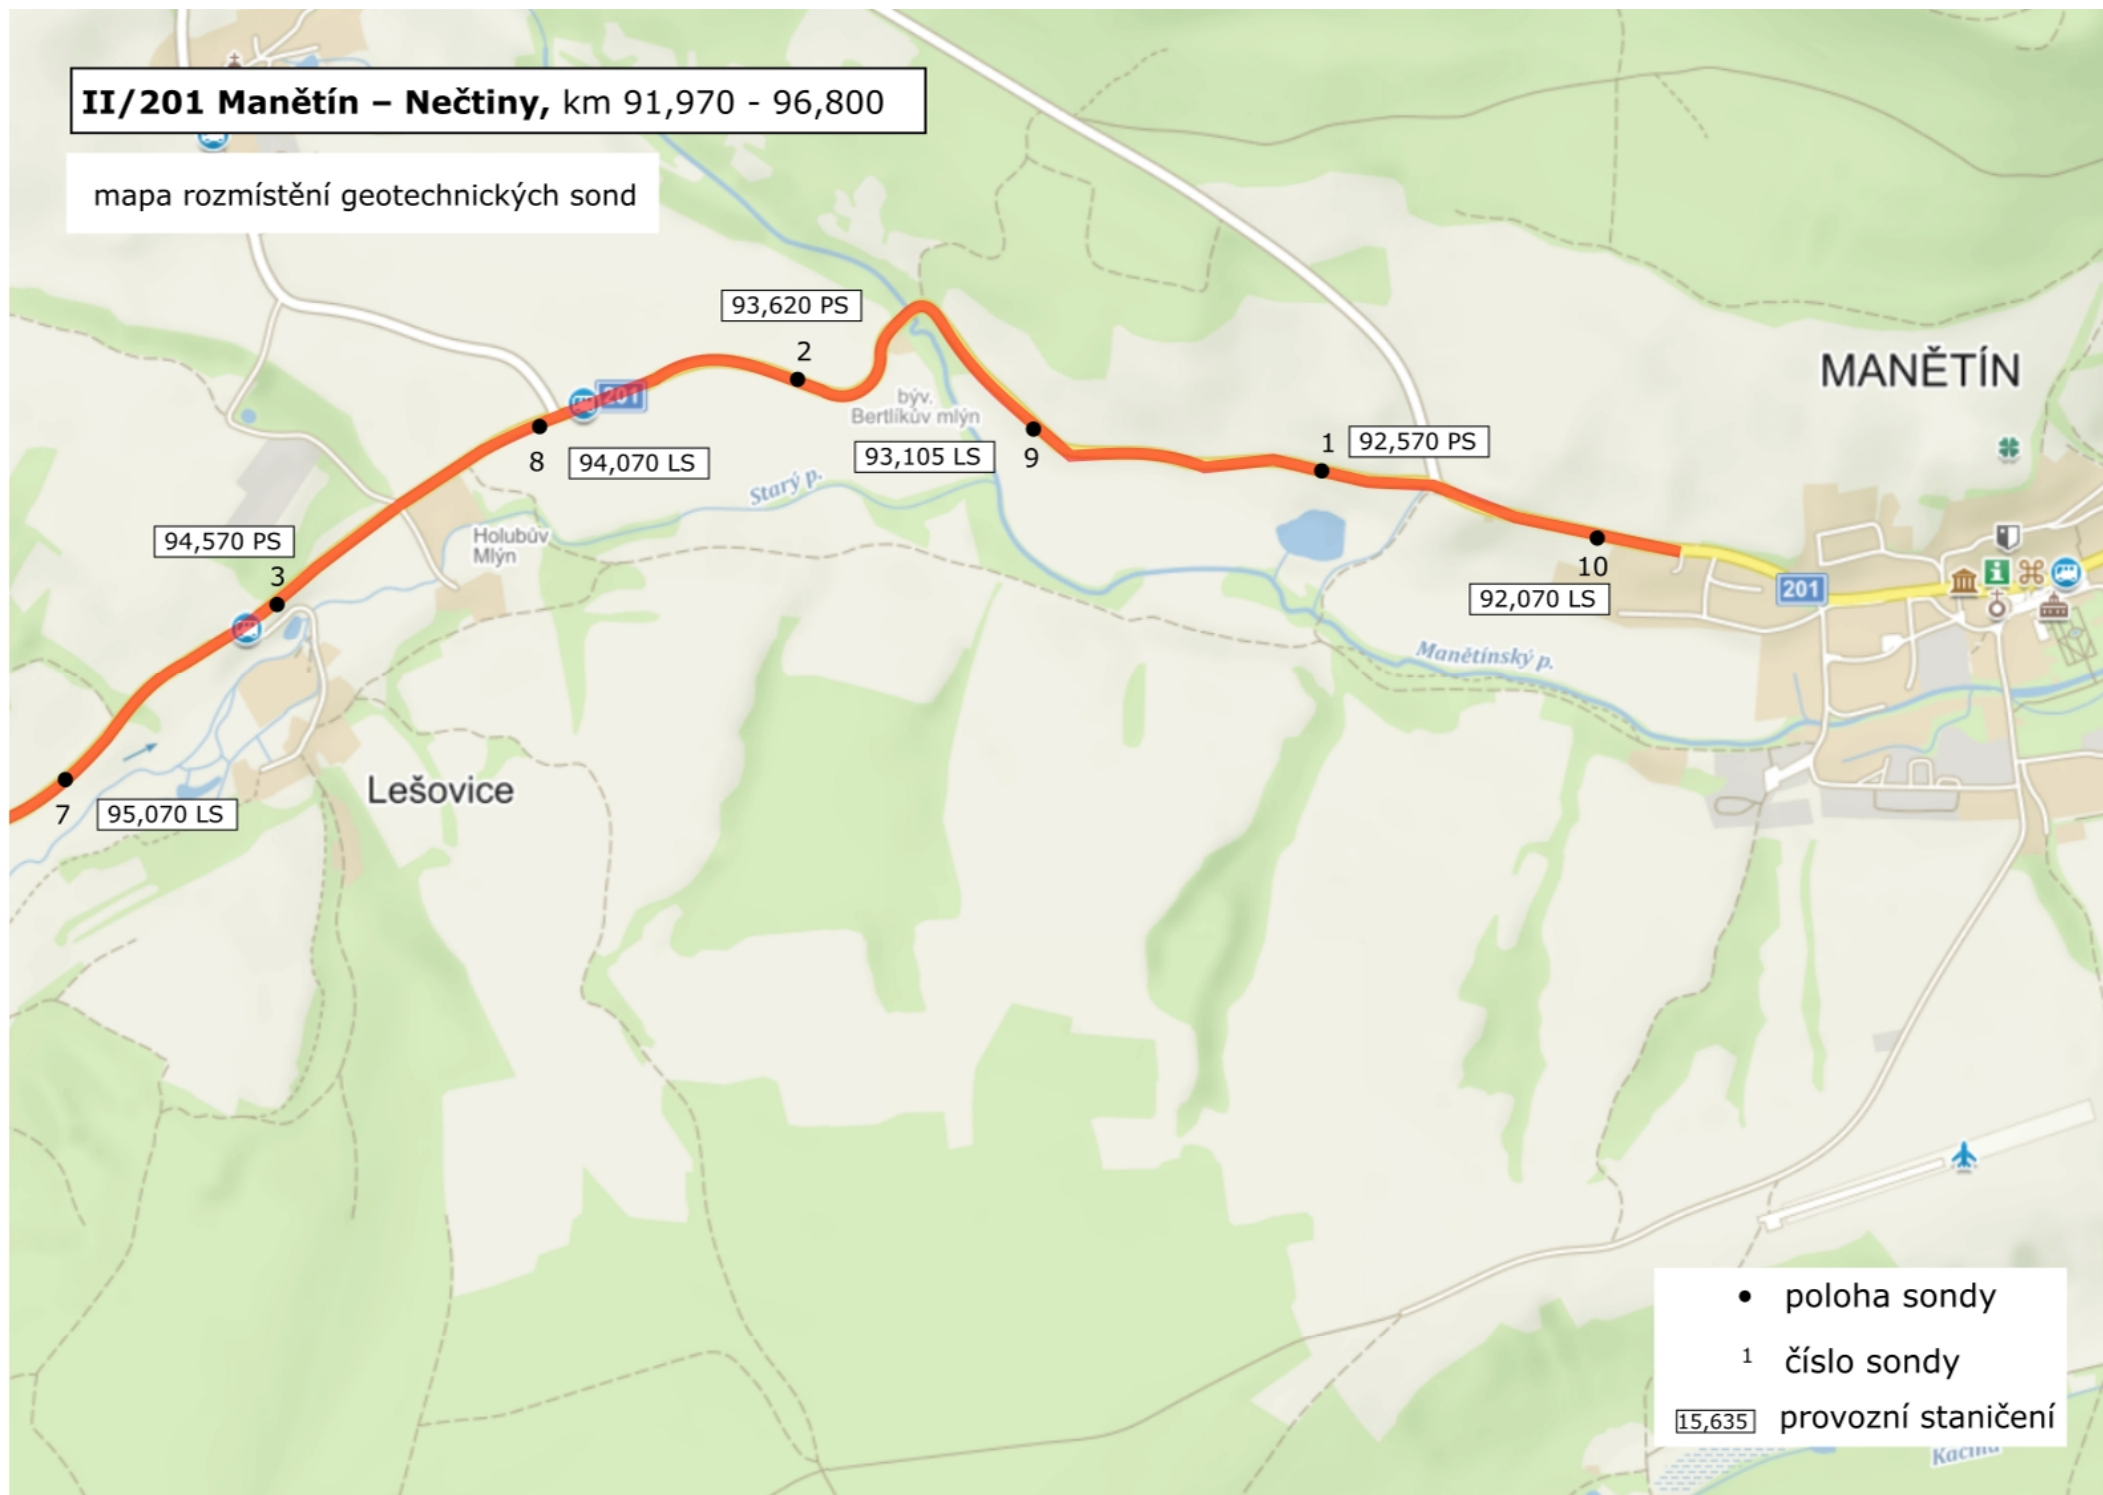 II/201 Manětín – Nečtiny, km 91,970 - 96,800
mapa rozmístění geotechnických sond
93,620 PS
2
201
býv.
Bertlíkův mlýn
MANĚTÍN
8
94,070 LS
93,105 LS
9
1
92,570 PS
Starý p.
94,570 PS
3
Holubův
Mlýn
10
92,070 LS
201
Manětínský p.
Lešovice
7
95,070 LS
poloha sondy
1
číslo sondy
15,635
provozní staničení